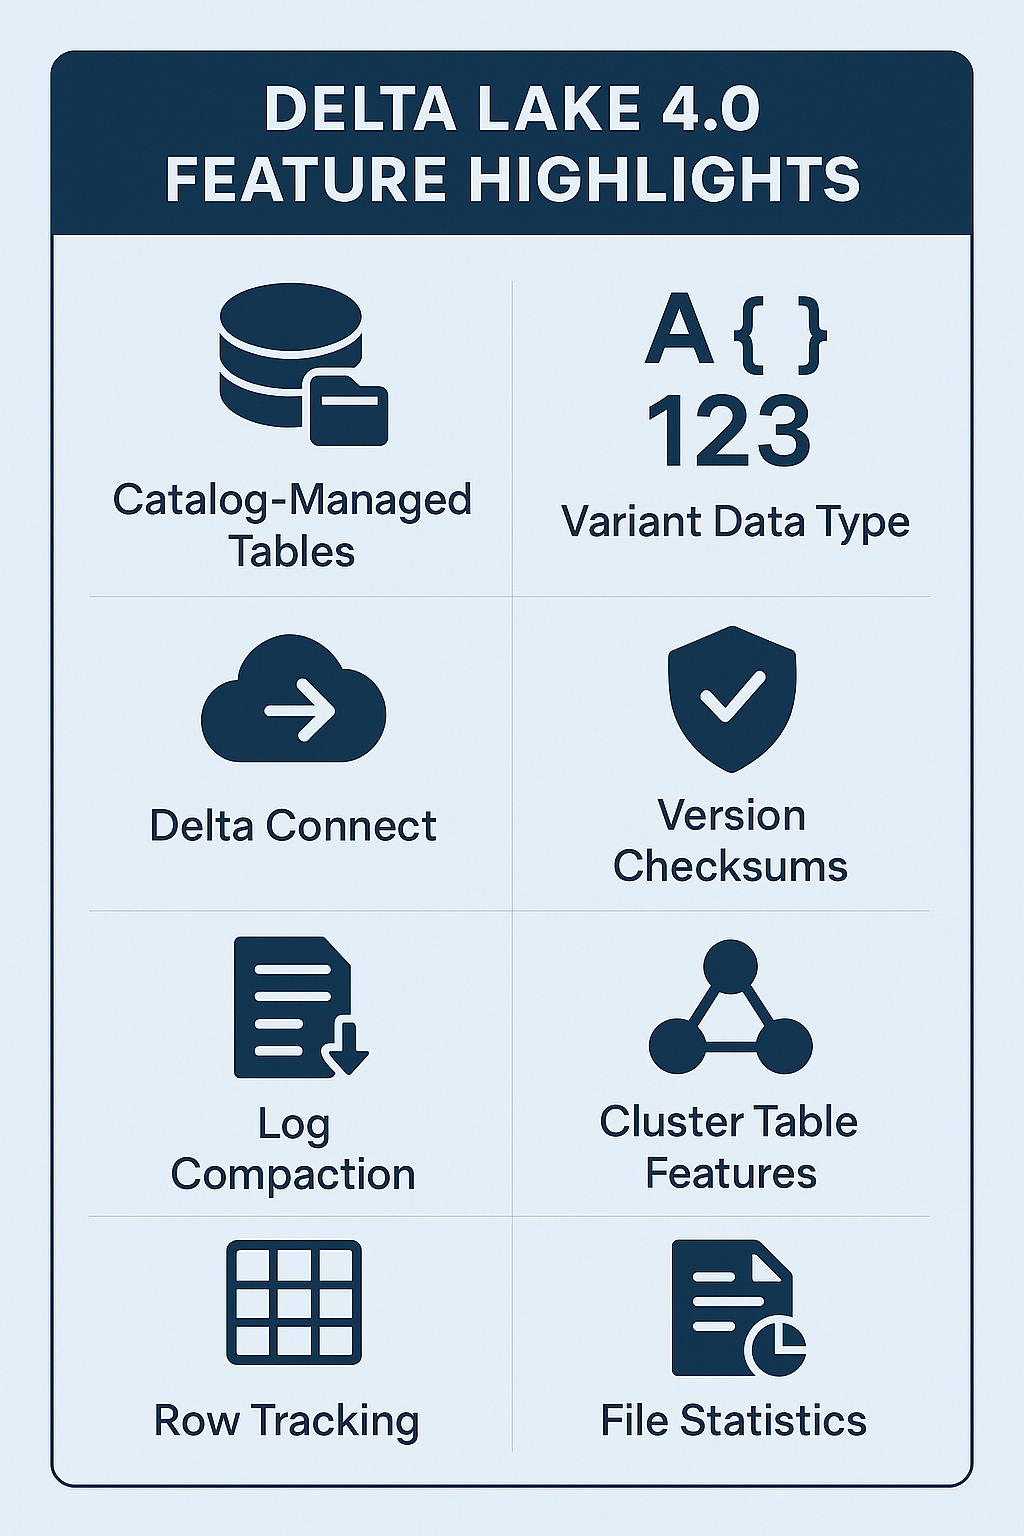 DELTA LAKE 4.0
FEATURE HIGHLIGHTS
A { }
123
Catalog-Managed
Tables
Variant Data Type
Delta Connect
Version
Checksums
Log
Compaction
Cluster Table
Features
Row Tracking
File Statistics